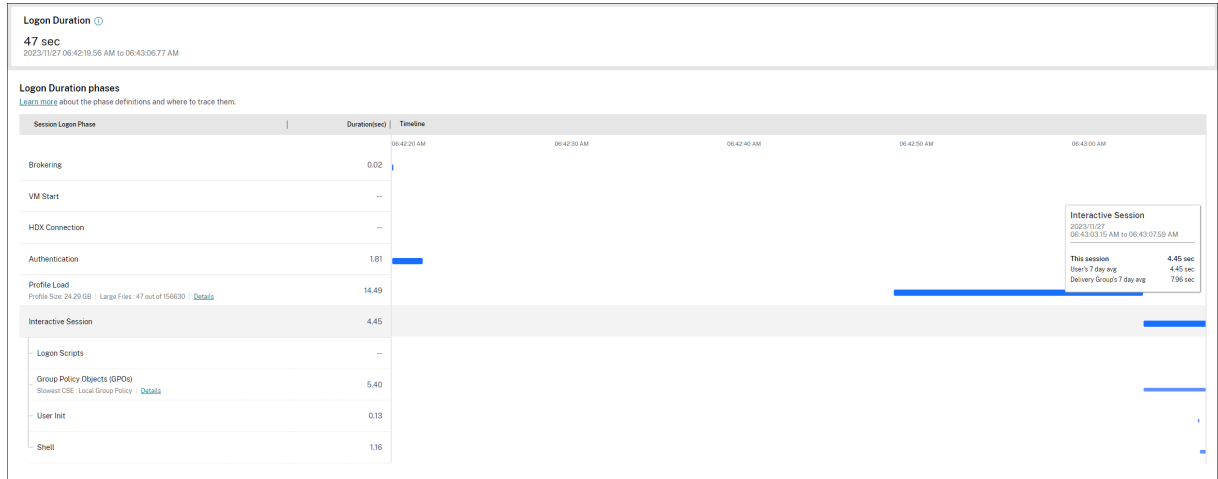 Logon Duration
47 sec
2023/11/27 06:42:19.56 AM to 06:43:06.77 AM
Logon Duration phases
Learn more about the phase definitions and where to trace them.
Session Logon Phase | Duration(sec) | Timeline
06:42:20 AM 06:42:30 AM 06:42:40 AM 06:42:50 AM 06:43:00 AM
Brokering 0.02
VM Start --
HDX Connection --
Authentication 1.81
Profile Load 14.49
Profile Size: 24.29 GB | Large Files : 47 out of 156630 | Details
Interactive Session 4.45
Logon Scripts --
Group Policy Objects (GPOs) 5.40
Slowest CSE : Local Group Policy | Details
User Init 0.13
Shell 1.16
Interactive Session
2023/11/27
06:43:03.15 AM to 06:43:07.59 AM
This session 4.45 sec
User's 7 day avg 4.45 sec
Delivery Group's 7 day avg 7.96 sec